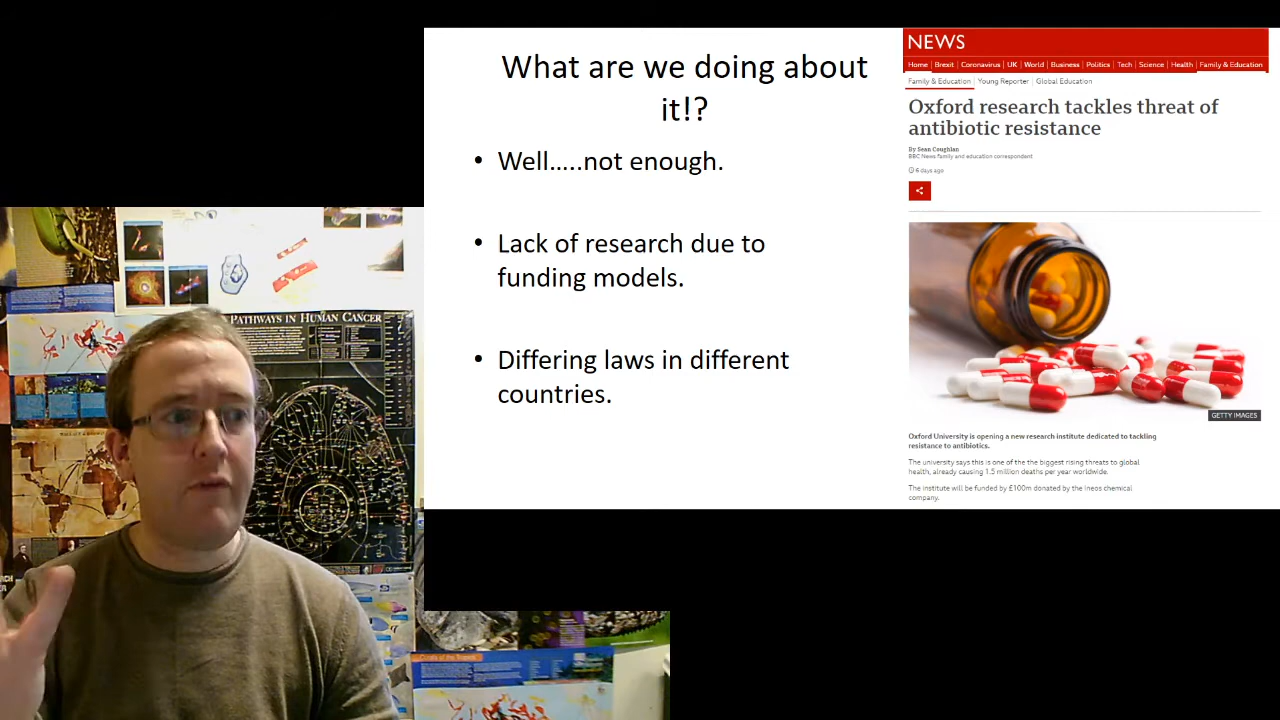 What are we doing about
it!?
• Well…..not enough.
• Lack of research due to
funding models.
• Differing laws in different
countries.
NEWS
Home Brexit Coronavirus UK World Business Politics Tech Science Health Family & Education
Family & Education Young Reporter Global Education
Oxford research tackles threat of
antibiotic resistance
By Sean Coughlan
BBC News family and education correspondent
6 days ago
GETTY IMAGES
Oxford University is opening a new research institute dedicated to tackling
resistance to antibiotics.
The university says this is one of the the biggest rising threats to global
health, already causing 1.5 million deaths per year worldwide.
The institute will be funded by £100m donated by the Ineos chemical
company.
PATHWAYS IN HUMAN CANCER